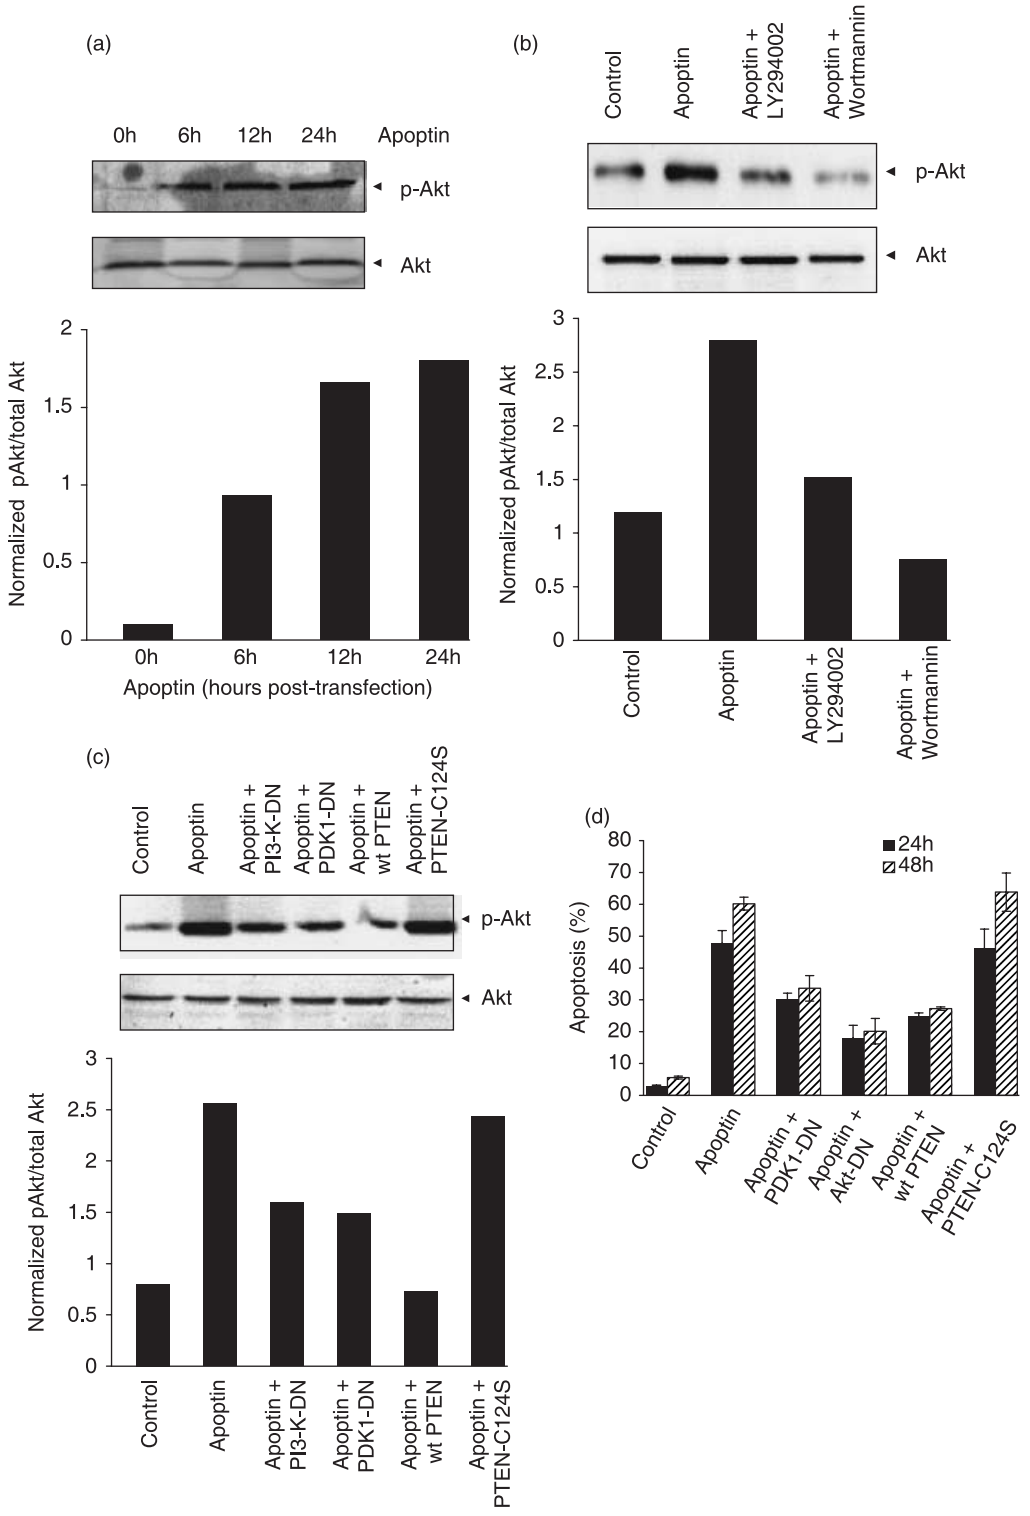 (a)
0h 6h 12h 24h Apoptin
p-Akt
Akt
Normalized pAkt/total Akt
2
1.5
1
0.5
0
0h 6h 12h 24h
Apoptin (hours post-transfection)
(b)
Control
Apoptin
Apoptin +
LY294002
Apoptin +
Wortmannin
p-Akt
Akt
Normalized pAkt/total Akt
3
2.5
2
1.5
1
0.5
0
Control
Apoptin
Apoptin +
LY294002
Apoptin +
Wortmannin
(c)
Control
Apoptin
Apoptin +
PI3-K-DN
Apoptin +
PDK1-DN
Apoptin +
wt PTEN
Apoptin +
PTEN-C124S
p-Akt
Akt
Normalized pAkt/total Akt
3
2.5
2
1.5
1
0.5
0
Control
Apoptin
Apoptin +
PI3-K-DN
Apoptin +
PDK1-DN
Apoptin +
wt PTEN
Apoptin +
PTEN-C124S
(d)
24h
48h
Apoptosis (%)
80
70
60
50
40
30
20
10
0
Control
Apoptin
Apoptin +
PDK1-DN
Apoptin +
Akt-DN
Apoptin +
wt PTEN
Apoptin +
PTEN-C124S